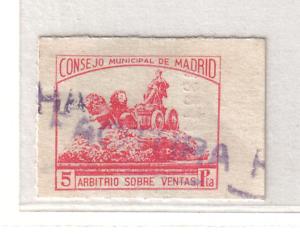 CONSEJO MUNICIPAL DE MADRID
5 ARBITRIO SOBRE VENTAS Pta